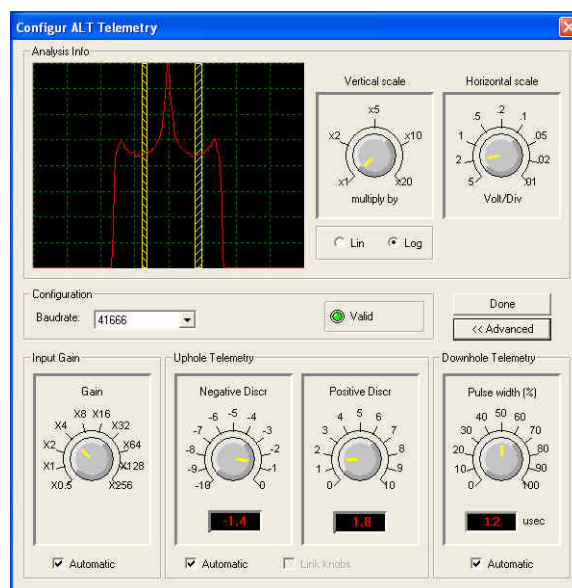 Configur ALT Telemetry
Analysis Info
Vertical scale
x1
x2
x5
x10
x20
multiply by
Horizontal scale
5
2
1
.5
.2
.1
.05
.02
.01
Volt/Div
Lin
Log
Configuration
Baudrate:
41666
Valid
Done
<< Advanced
Input Gain
Gain
X0.5
X1
X2
X4
X8
X16
X32
X64
X128
X256
Automatic
Uphole Telemetry
Negative Discr
-10
-9
-8
-7
-6
-5
-4
-3
-2
-1
0
-1.4
Automatic
Positive Discr
0
1
2
3
4
5
6
7
8
9
10
1.8
Link knobs
Downhole Telemetry
Pulse width (%)
0
10
20
30
40
50
60
70
80
90
100
12
usec
Automatic